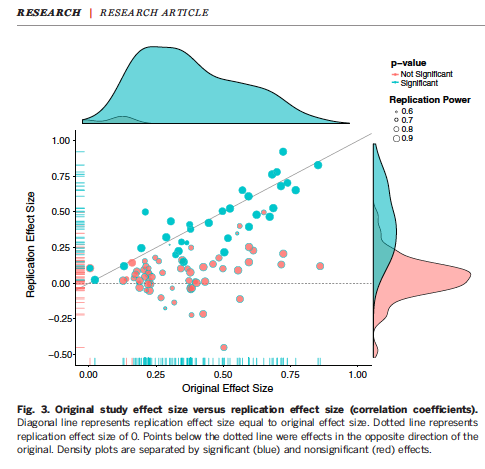 RESEARCH | RESEARCH ARTICLE
p-value
Not Significant
Significant
Replication Power
0.6
0.7
0.8
0.9
1.00
0.75
0.50
0.25
0.00
−0.25
−0.50
Replication Effect Size
0.00 0.25 0.50 0.75 1.00
Original Effect Size
Fig. 3. Original study effect size versus replication effect size (correlation coefficients).
Diagonal line represents replication effect size equal to original effect size. Dotted line represents
replication effect size of 0. Points below the dotted line were effects in the opposite direction of the
original. Density plots are separated by significant (blue) and nonsignificant (red) effects.